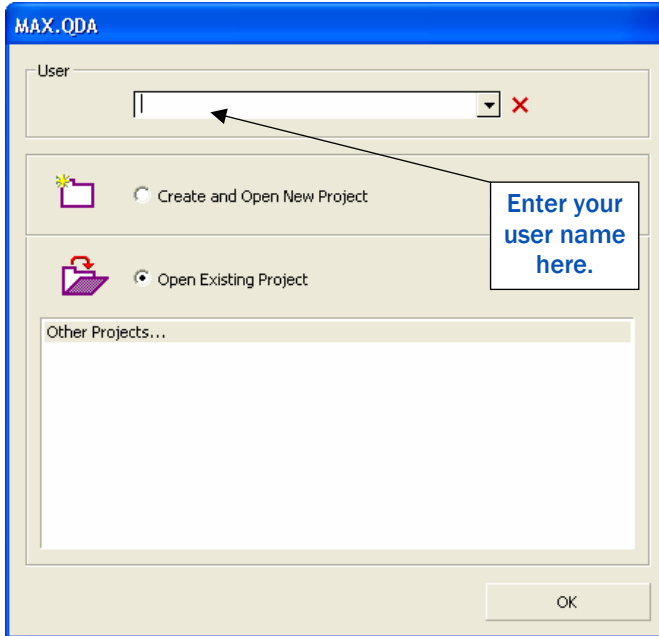 MAX.QDA
User
Create and Open New Project
Enter your
user name
here.
Open Existing Project
Other Projects...
OK